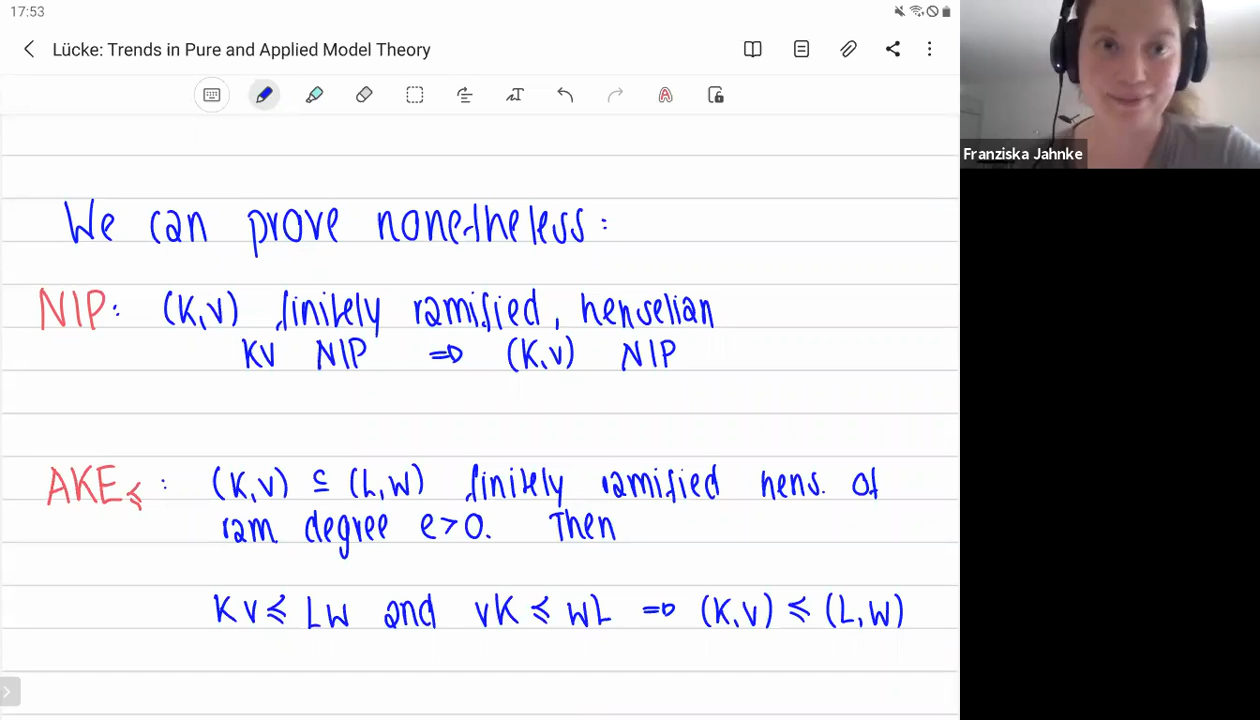 17:53
Lücke: Trends in Pure and Applied Model Theory
Franziska Jahnke
We can prove nonetheless:
NIP: (K,v) finitely ramified, henselian
Kv NIP ⇒ (K,v) NIP
AKE≼: (K,v) ⊆ (L,w) finitely ramified hens. of
ram. degree e>0. Then
Kv ≼ Lw and vK ≼ wL ⇒ (K,v) ≼ (L,w)